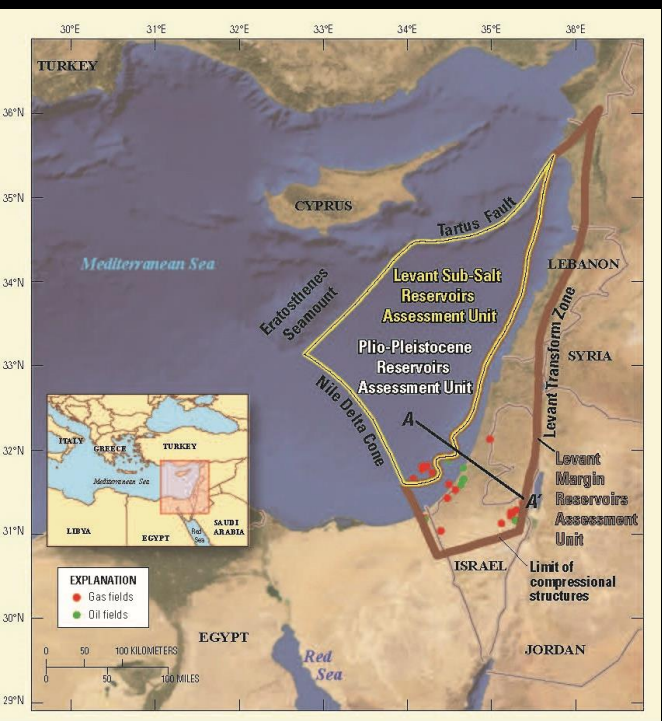 30°E 31°E 32°E 33°E 34°E 35°E 36°E
TURKEY
36°N
35°N
CYPRUS
Tartus Fault
Mediterranean Sea
LEBANON
34°N
Levant Sub-Salt
Reservoirs
Assessment Unit
Eratosthenes
Seamount
Levant Transform Zone
33°N
Plio-Pleistocene
Reservoirs
Assessment Unit
SYRIA
Nile Delta Cone
A
32°N
ITALY
GREECE
TURKEY
Mediterranean Sea
LIBYA
EGYPT
Red
Sea
SAUDI
ARABIA
Levant
Margin
Reservoirs
Assessment
Unit
A'
31°N
ISRAEL
Limit of
compressional
structures
EXPLANATION
Gas fields
Oil fields
30°N
0 50 100 KILOMETERS
0 50 100 MILES
EGYPT
Red
Sea
JORDAN
29°N